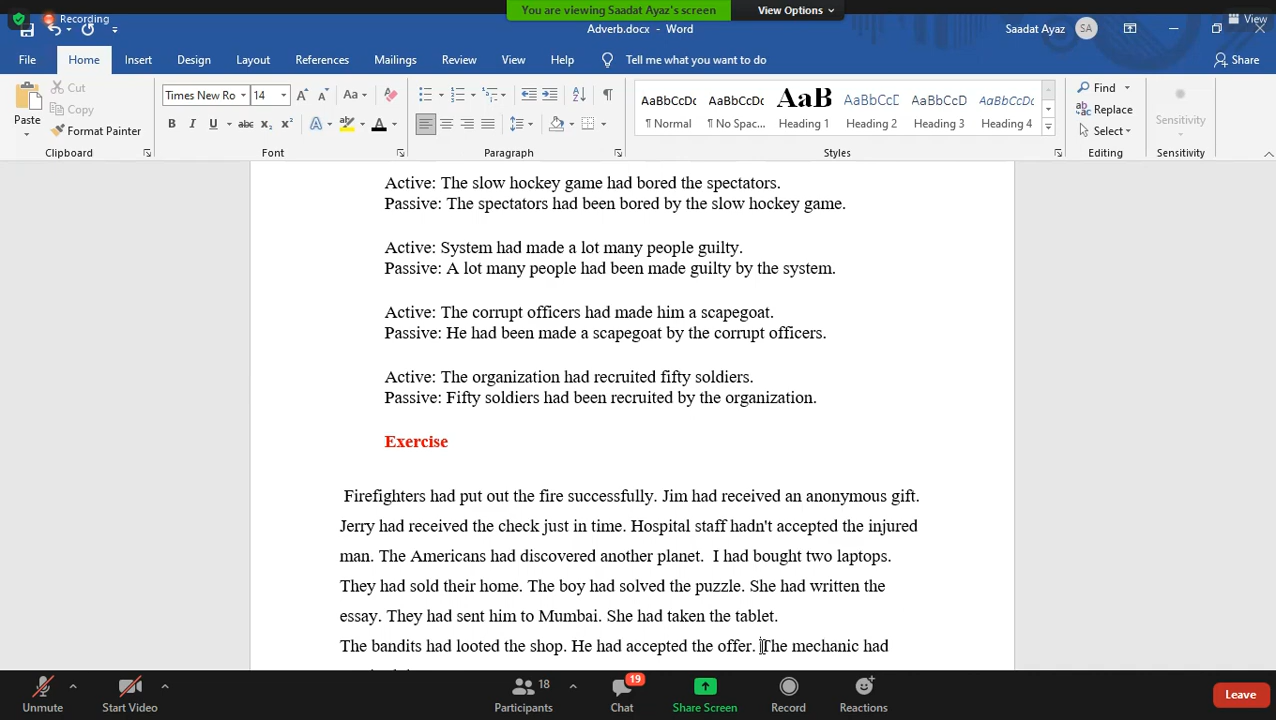 Recording
You are viewing Saadat Ayaz's screen
View Options
View
Adverb.docx - Word
Saadat Ayaz
SA
File
Home
Insert
Design
Layout
References
Mailings
Review
View
Help
Tell me what you want to do
Share
Paste
Cut
Copy
Format Painter
Clipboard
Times New Ro
14
Font
Paragraph
AaBbCcDc
¶ Normal
AaBbCcDc
¶ No Spac...
AaB
Heading 1
AaBbCcDd
Heading 2
AaBbCcDd
Heading 3
AaBbCcDc
Heading 4
Styles
Find
Replace
Select
Editing
Sensitivity
Sensitivity
Active: The slow hockey game had bored the spectators.
Passive: The spectators had been bored by the slow hockey game.
Active: System had made a lot many people guilty.
Passive: A lot many people had been made guilty by the system.
Active: The corrupt officers had made him a scapegoat.
Passive: He had been made a scapegoat by the corrupt officers.
Active: The organization had recruited fifty soldiers.
Passive: Fifty soldiers had been recruited by the organization.
Exercise
Firefighters had put out the fire successfully. Jim had received an anonymous gift.
Jerry had received the check just in time. Hospital staff hadn't accepted the injured
man. The Americans had discovered another planet. I had bought two laptops.
They had sold their home. The boy had solved the puzzle. She had written the
essay. They had sent him to Mumbai. She had taken the tablet.
The bandits had looted the shop. He had accepted the offer. The mechanic had
Unmute
Start Video
18
Participants
19
Chat
Share Screen
Record
Reactions
Leave